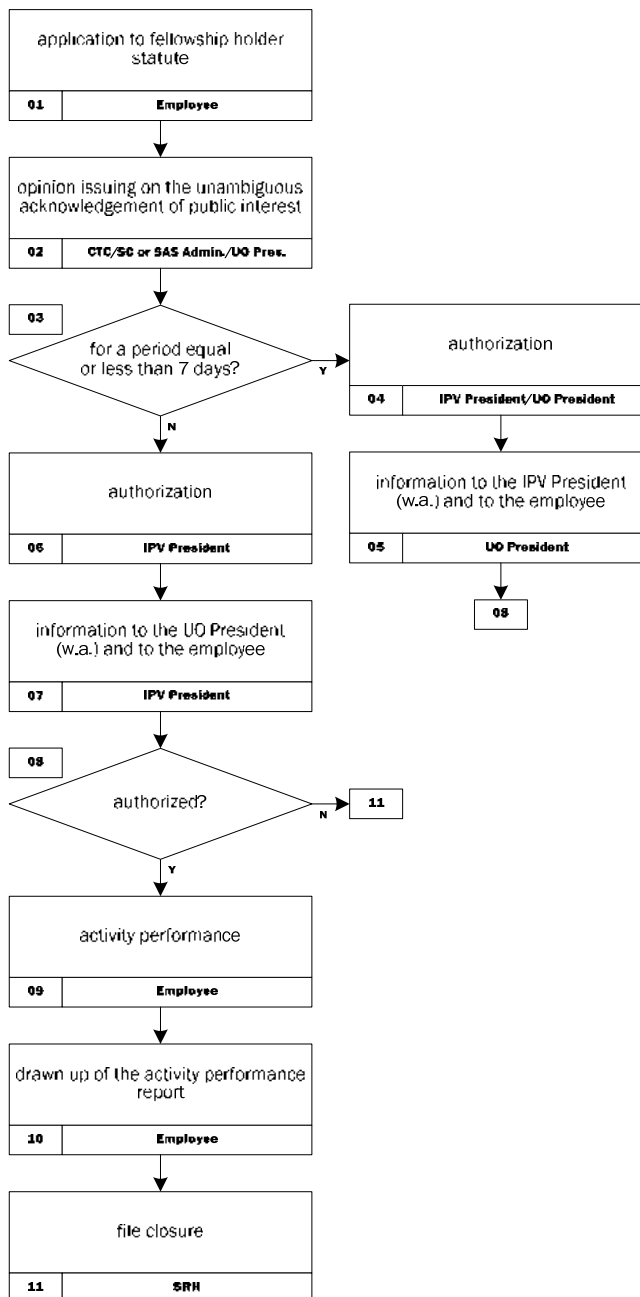 application to fellowship holder
statute
01 Employee
opinion issuing on the unambiguous
acknowledgement of public interest
02 CTC/SC or SAS Admin./UO Pres.
03
for a period equal
or less than 7 days?
Y
N
authorization
04 IPV President/UO President
information to the IPV President
(w.a.) and to the employee
05 UO President
08
authorization
06 IPV President
information to the UO President
(w.a.) and to the employee
07 IPV President
08
authorized?
N
11
Y
activity performance
09 Employee
drawn up of the activity performance
report
10 Employee
file closure
11 SRH